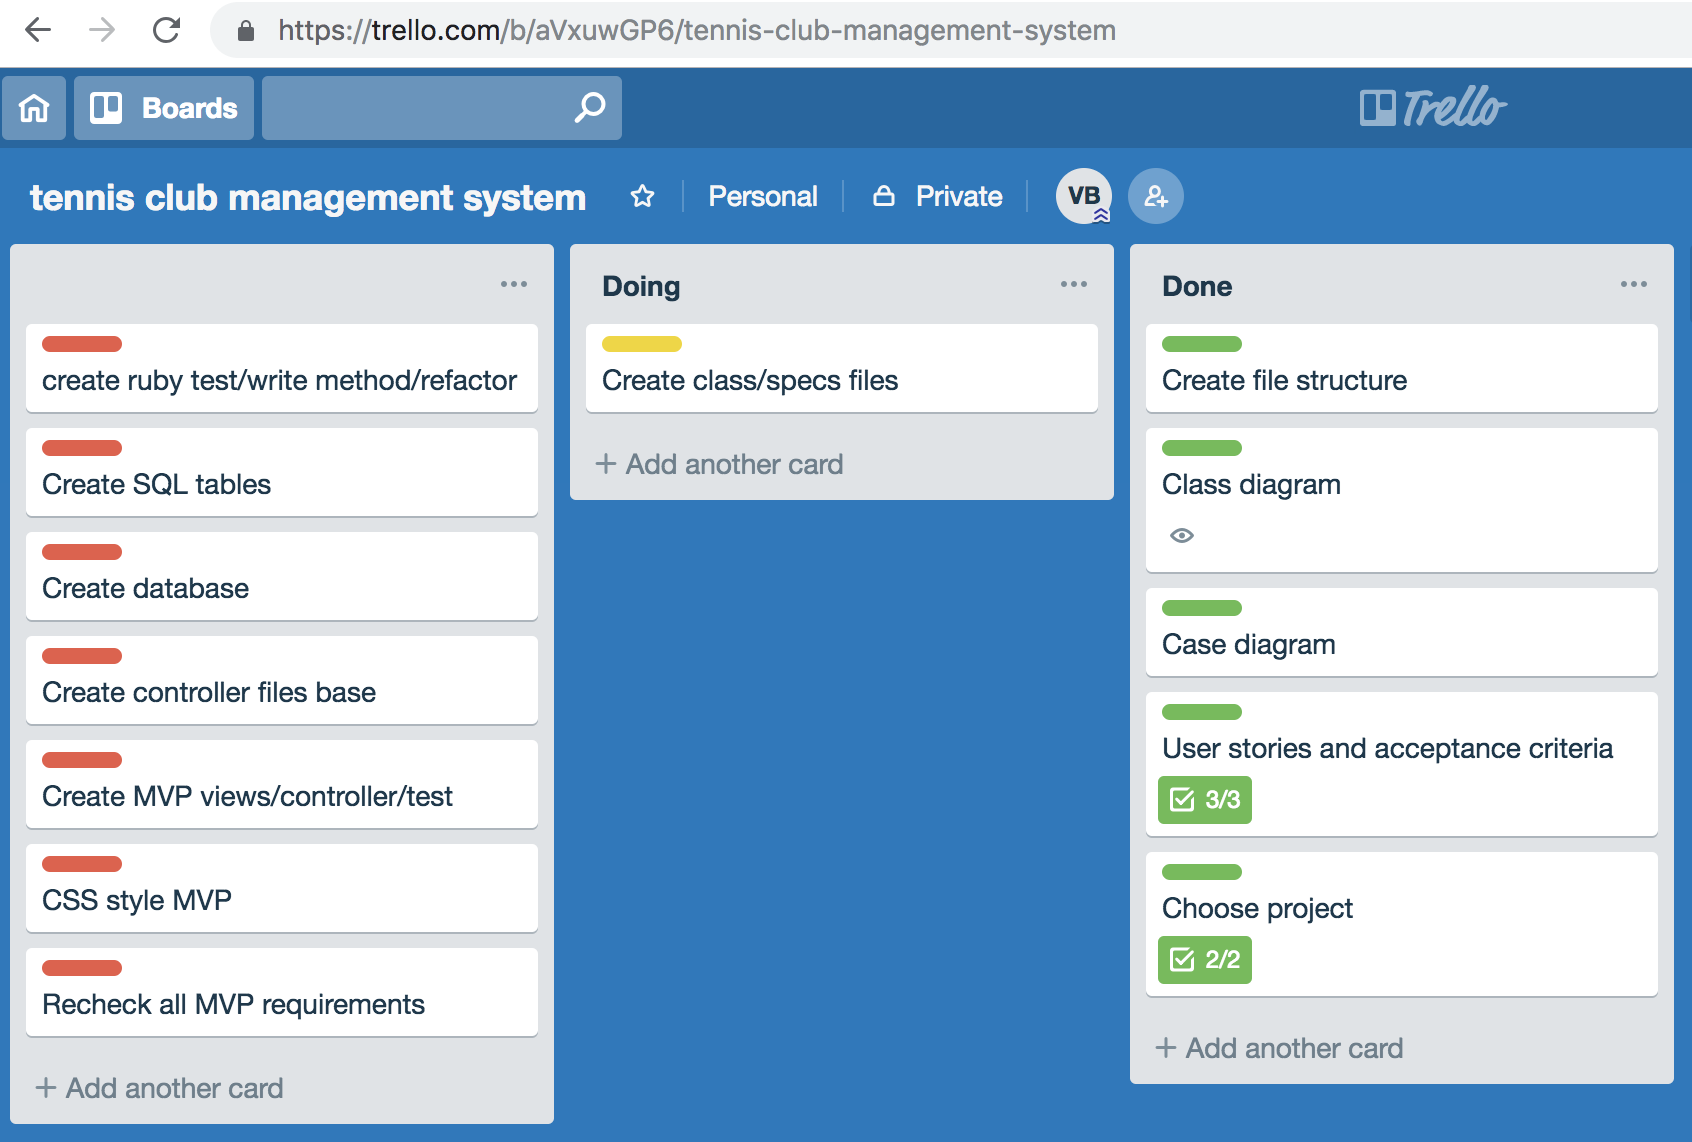 https://trello.com/b/aVxuwGP6/tennis-club-management-system
Boards
Trello
tennis club management system
Personal
Private
VB
create ruby test/write method/refactor
Create SQL tables
Create database
Create controller files base
Create MVP views/controller/test
CSS style MVP
Recheck all MVP requirements
+ Add another card
Doing
Create class/specs files
+ Add another card
Done
Create file structure
Class diagram
Case diagram
User stories and acceptance criteria
3/3
Choose project
2/2
+ Add another card